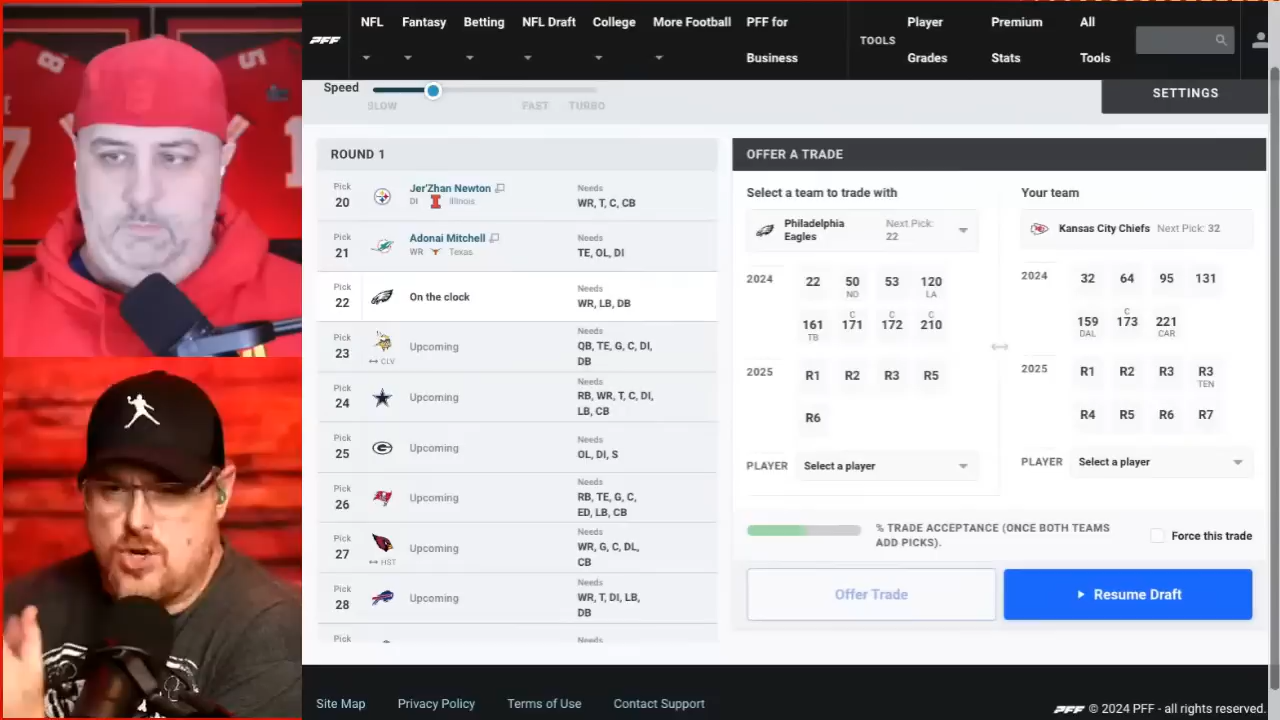 8
5
7
1
PFF
NFL
Fantasy
Betting
NFL Draft
College
More Football
PFF for
Business
TOOLS
Player
Grades
Premium
Stats
All
Tools
Speed
SLOW
FAST
TURBO
SETTINGS
ROUND 1
Pick
20
Jer'Zhan Newton
DI
I
Illinois
Needs
WR, T, C, CB
Pick
21
Adonai Mitchell
WR
Texas
Needs
TE, OL, DI
Pick
22
On the clock
Needs
WR, LB, DB
Pick
23
↔ CLV
Upcoming
Needs
QB, TE, G, C, DI,
DB
Pick
24
Upcoming
Needs
RB, WR, T, C, DI,
LB, CB
Pick
25
G
Upcoming
Needs
OL, DI, S
Pick
26
Upcoming
Needs
RB, TE, G, C,
ED, LB, CB
Pick
27
↔ HST
Upcoming
Needs
WR, G, C, DL,
CB
Pick
28
Upcoming
Needs
WR, T, DI, LB,
DB
Pick
Needs
OFFER A TRADE
Select a team to trade with
Philadelphia
Eagles
Next Pick:
22
2024
22
50
NO
53
120
LA
161
TB
C
171
C
172
C
210
2025
R1
R2
R3
R5
R6
PLAYER
Select a player
Your team
Kansas City Chiefs
Next Pick: 32
2024
32
64
95
131
159
DAL
C
173
221
CAR
2025
R1
R2
R3
R3
TEN
R4
R5
R6
R7
PLAYER
Select a player
% TRADE ACCEPTANCE (ONCE BOTH TEAMS
ADD PICKS).
Force this trade
Offer Trade
Resume Draft
Site Map
Privacy Policy
Terms of Use
Contact Support
PFF © 2024 PFF - all rights reserved.